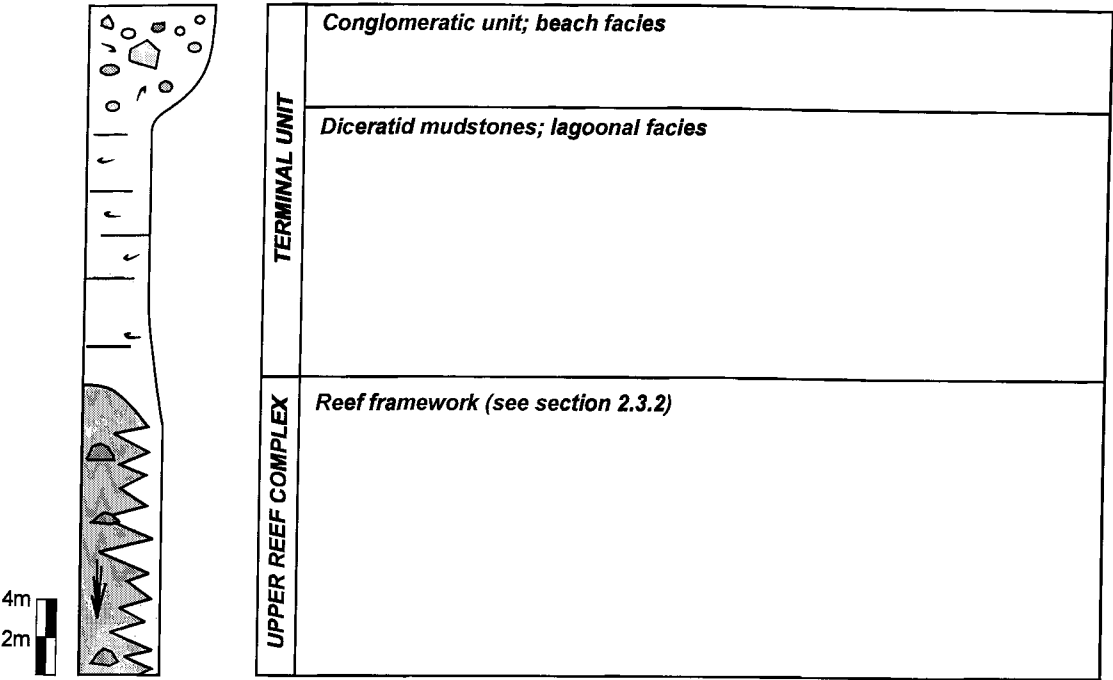 Conglomeratic unit; beach facies
TERMINAL UNIT
Diceratid mudstones; lagoonal facies
UPPER REEF COMPLEX
Reef framework (see section 2.3.2)
4m
2m